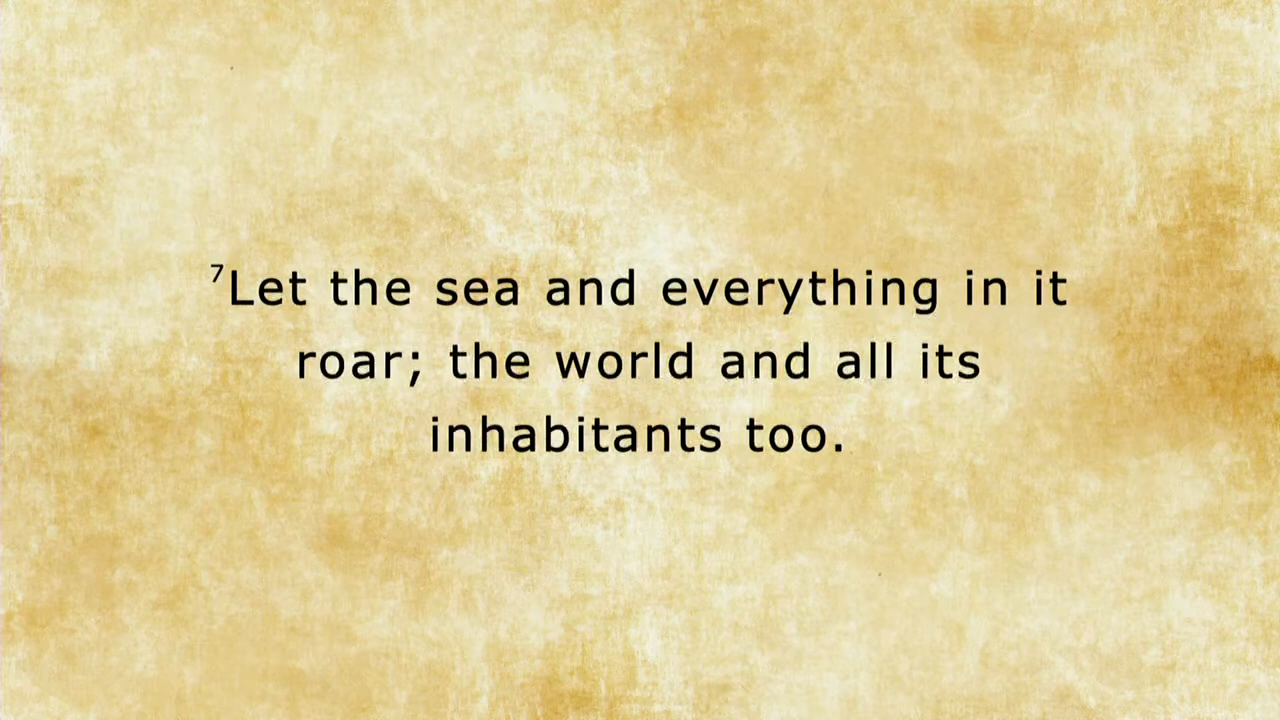 ⁷Let the sea and everything in it
roar; the world and all its
inhabitants too.